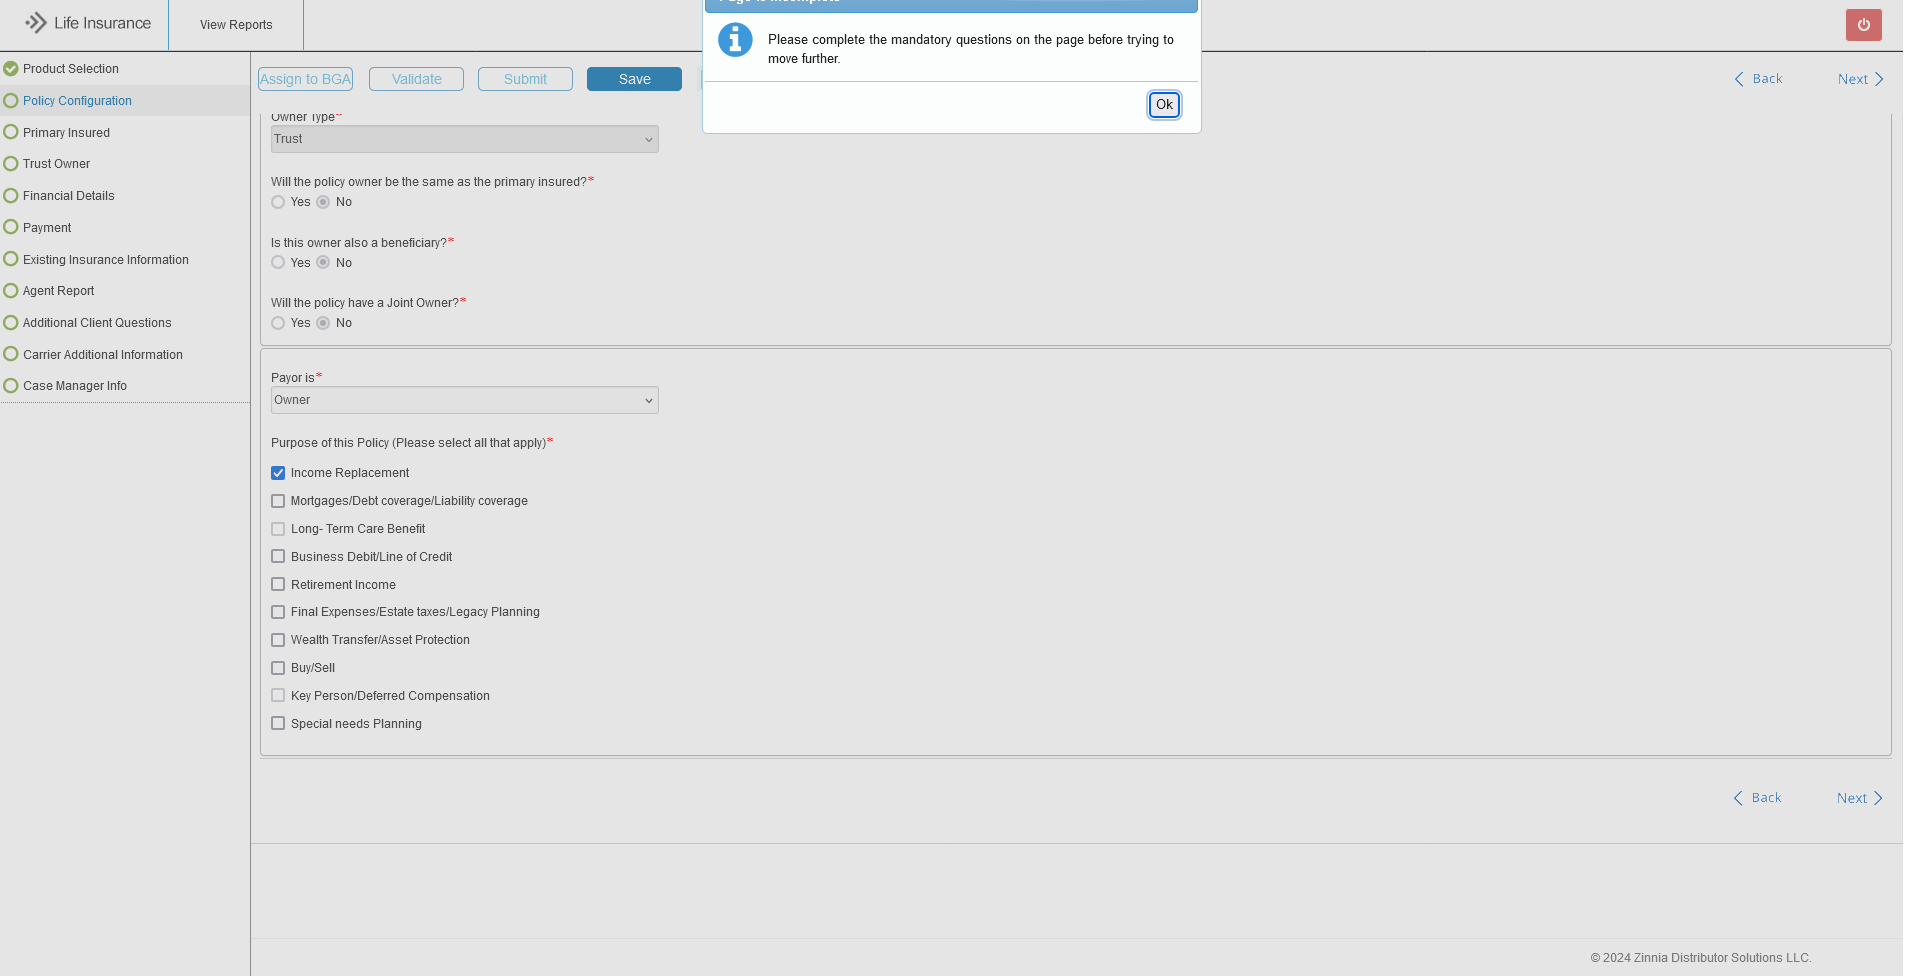 Life Insurance
View Reports
Please complete the mandatory questions on the page before trying to
move further.
Ok
Product Selection
Policy Configuration
Primary Insured
Trust Owner
Financial Details
Payment
Existing Insurance Information
Agent Report
Additional Client Questions
Carrier Additional Information
Case Manager Info
Assign to BGA
Validate
Submit
Save
Back
Next
Owner Type*
Trust
Will the policy owner be the same as the primary insured?*
Yes No
Is this owner also a beneficiary?*
Yes No
Will the policy have a Joint Owner?*
Yes No
Payor is*
Owner
Purpose of this Policy (Please select all that apply)*
Income Replacement
Mortgages/Debt coverage/Liability coverage
Long- Term Care Benefit
Business Debit/Line of Credit
Retirement Income
Final Expenses/Estate taxes/Legacy Planning
Wealth Transfer/Asset Protection
Buy/Sell
Key Person/Deferred Compensation
Special needs Planning
Back
Next
© 2024 Zinnia Distributor Solutions LLC.